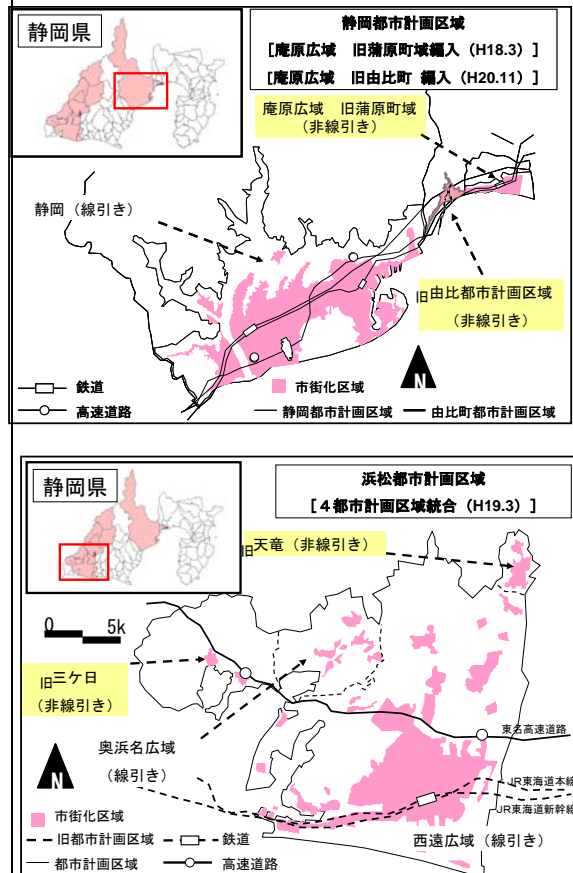 静岡県
静岡都市計画区域
[庵原広域 旧蒲原町域編入（H18.3）]
[庵原広域 旧由比町 編入（H20.11）]
庵原広域 旧蒲原町域
（非線引き）
静岡（線引き）
旧由比都市計画区域
（非線引き）
N
鉄道
市街化区域
高速道路
静岡都市計画区域
由比町都市計画区域
静岡県
浜松都市計画区域
[４都市計画区域統合（H19.3）]
旧天竜（非線引き）
0 5k
旧三ケ日
（非線引き）
東名高速道路
奥浜名広域
（線引き）
N
JR東海道本線
JR東海道新幹線
市街化区域
旧都市計画区域
鉄道
西遠広域（線引き）
都市計画区域
高速道路